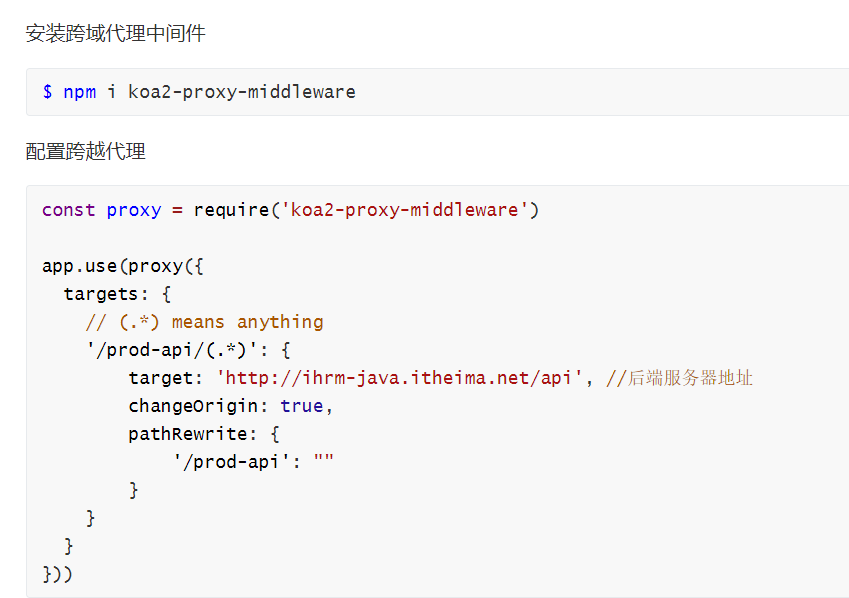 安装跨域代理中间件
$ npm i koa2-proxy-middleware
配置跨越代理
const proxy = require('koa2-proxy-middleware')
app.use(proxy({
  targets: {
    // (.*) means anything
    '/prod-api/(.*)': {
        target: 'http://ihrm-java.itheima.net/api', //后端服务器地址
        changeOrigin: true,
        pathRewrite: {
            '/prod-api': ""
        }
    }
  }
}))